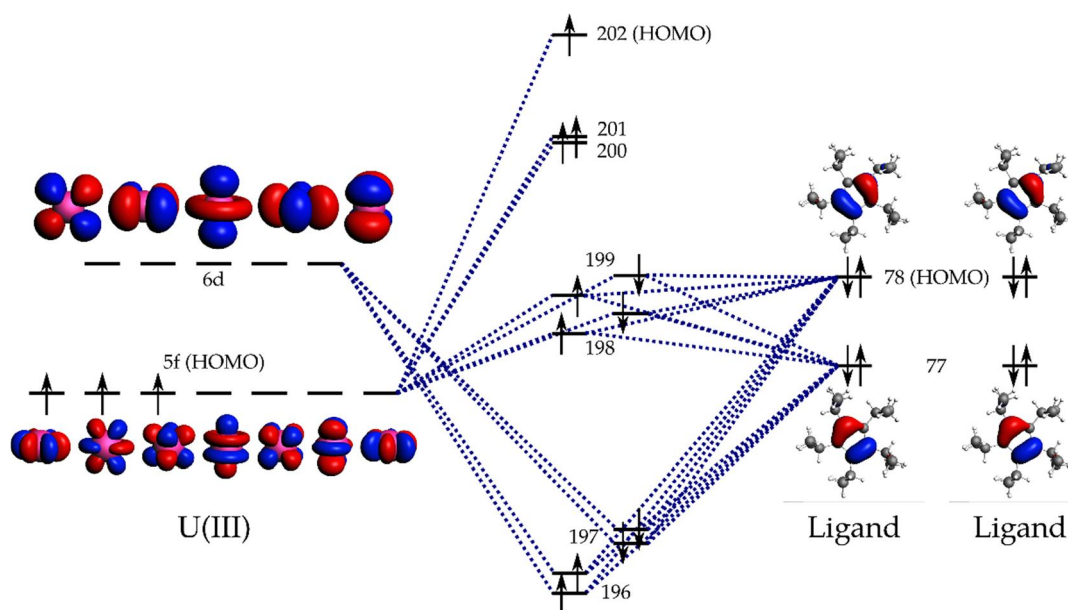 202 (HOMO)
201
200
6d
199
78 (HOMO)
198
5f (HOMO)
77
197
196
U(III)
Ligand
Ligand